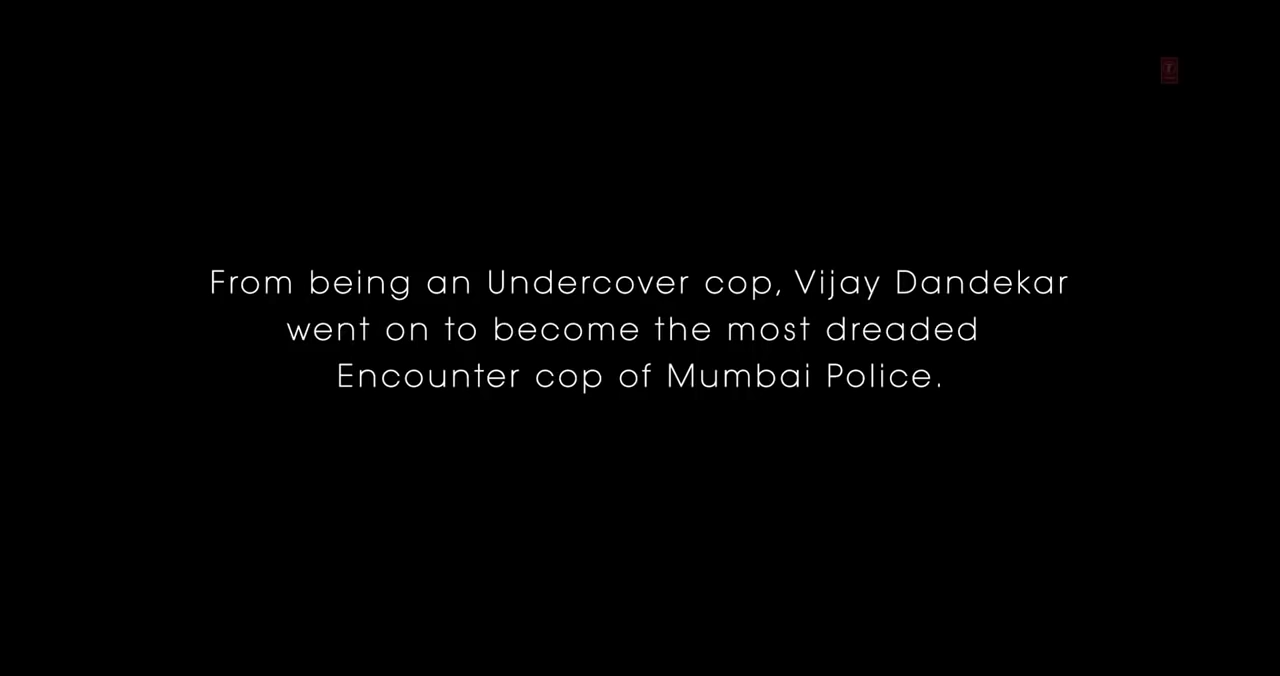 From being an Undercover cop, Vijay Dandekar
went on to become the most dreaded
Encounter cop of Mumbai Police.